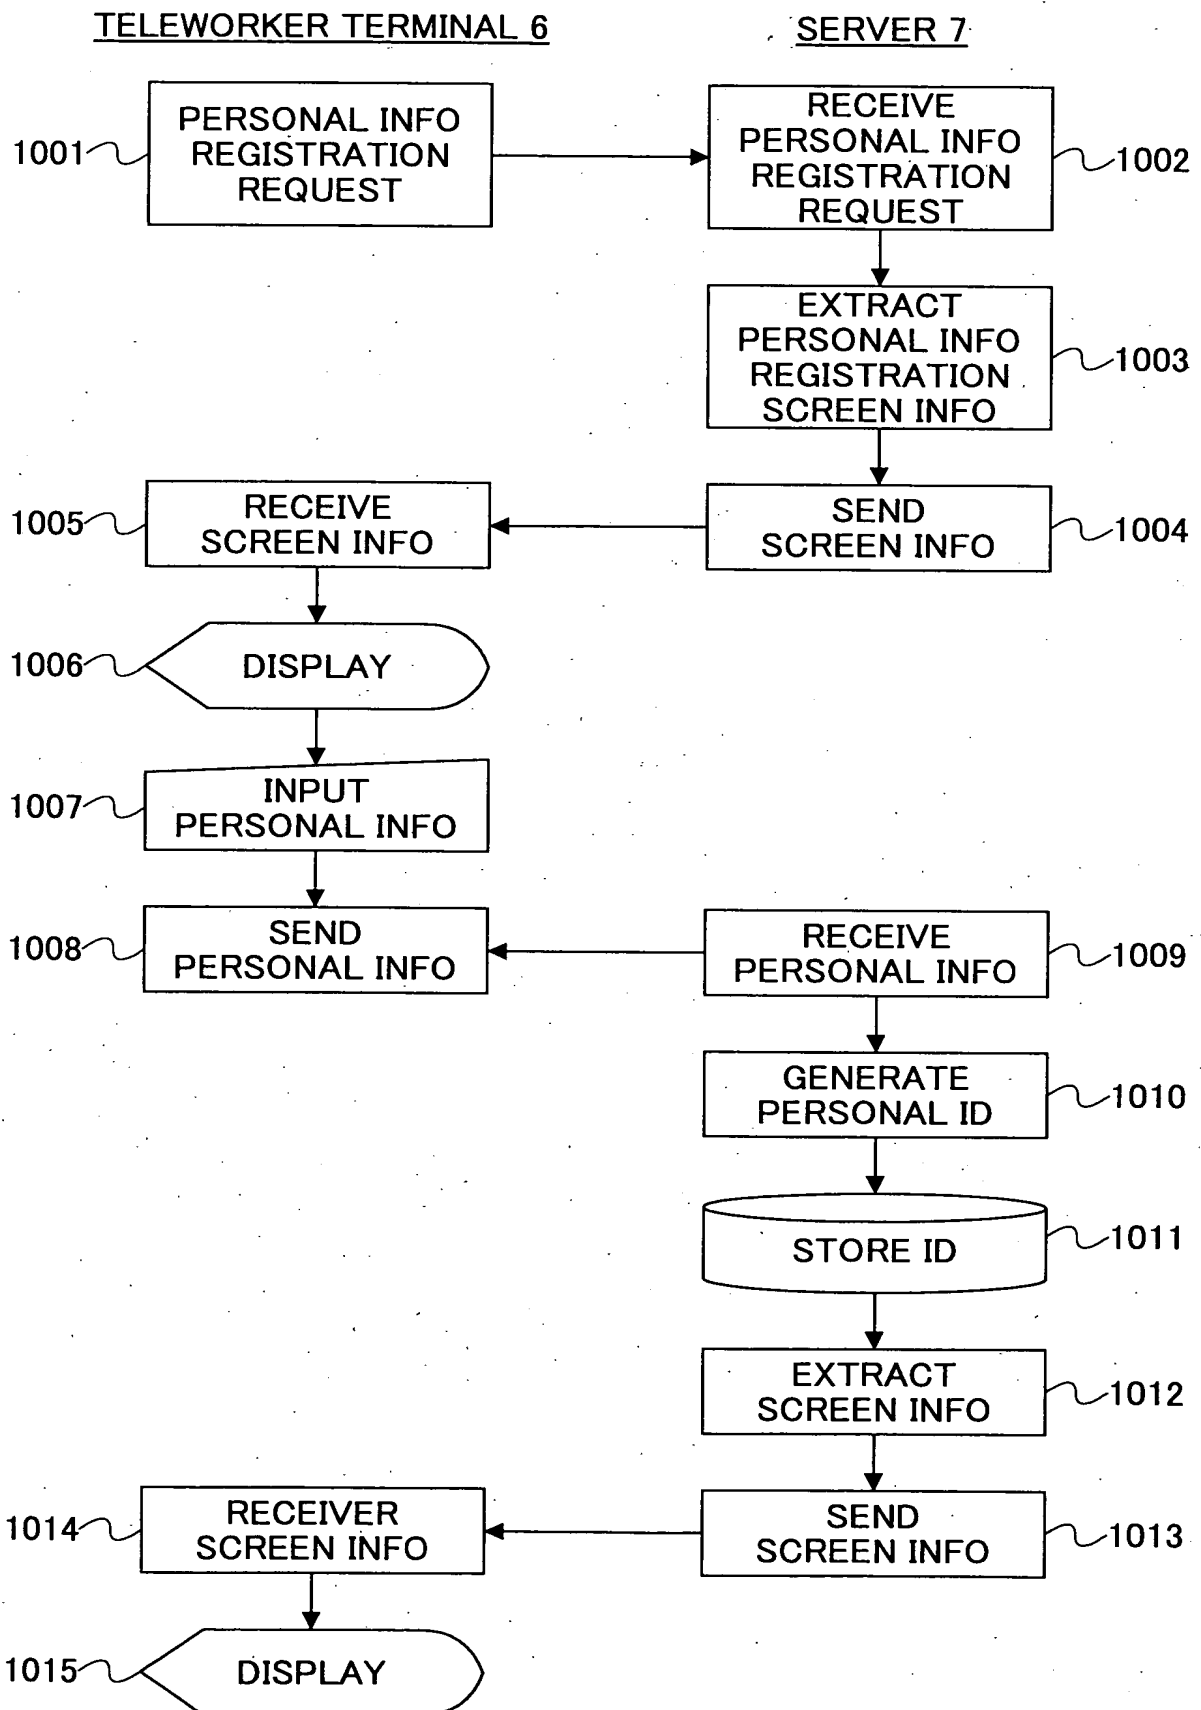 TELEWORKER TERMINAL 6
SERVER 7
1001
PERSONAL INFO
REGISTRATION
REQUEST
RECEIVE
PERSONAL INFO
REGISTRATION
REQUEST
1002
EXTRACT
PERSONAL INFO
REGISTRATION
SCREEN INFO
1003
1005
RECEIVE
SCREEN INFO
SEND
SCREEN INFO
1004
1006
DISPLAY
1007
INPUT
PERSONAL INFO
1008
SEND
PERSONAL INFO
RECEIVE
PERSONAL INFO
1009
GENERATE
PERSONAL ID
1010
STORE ID
1011
EXTRACT
SCREEN INFO
1012
1014
RECEIVER
SCREEN INFO
SEND
SCREEN INFO
1013
1015
DISPLAY